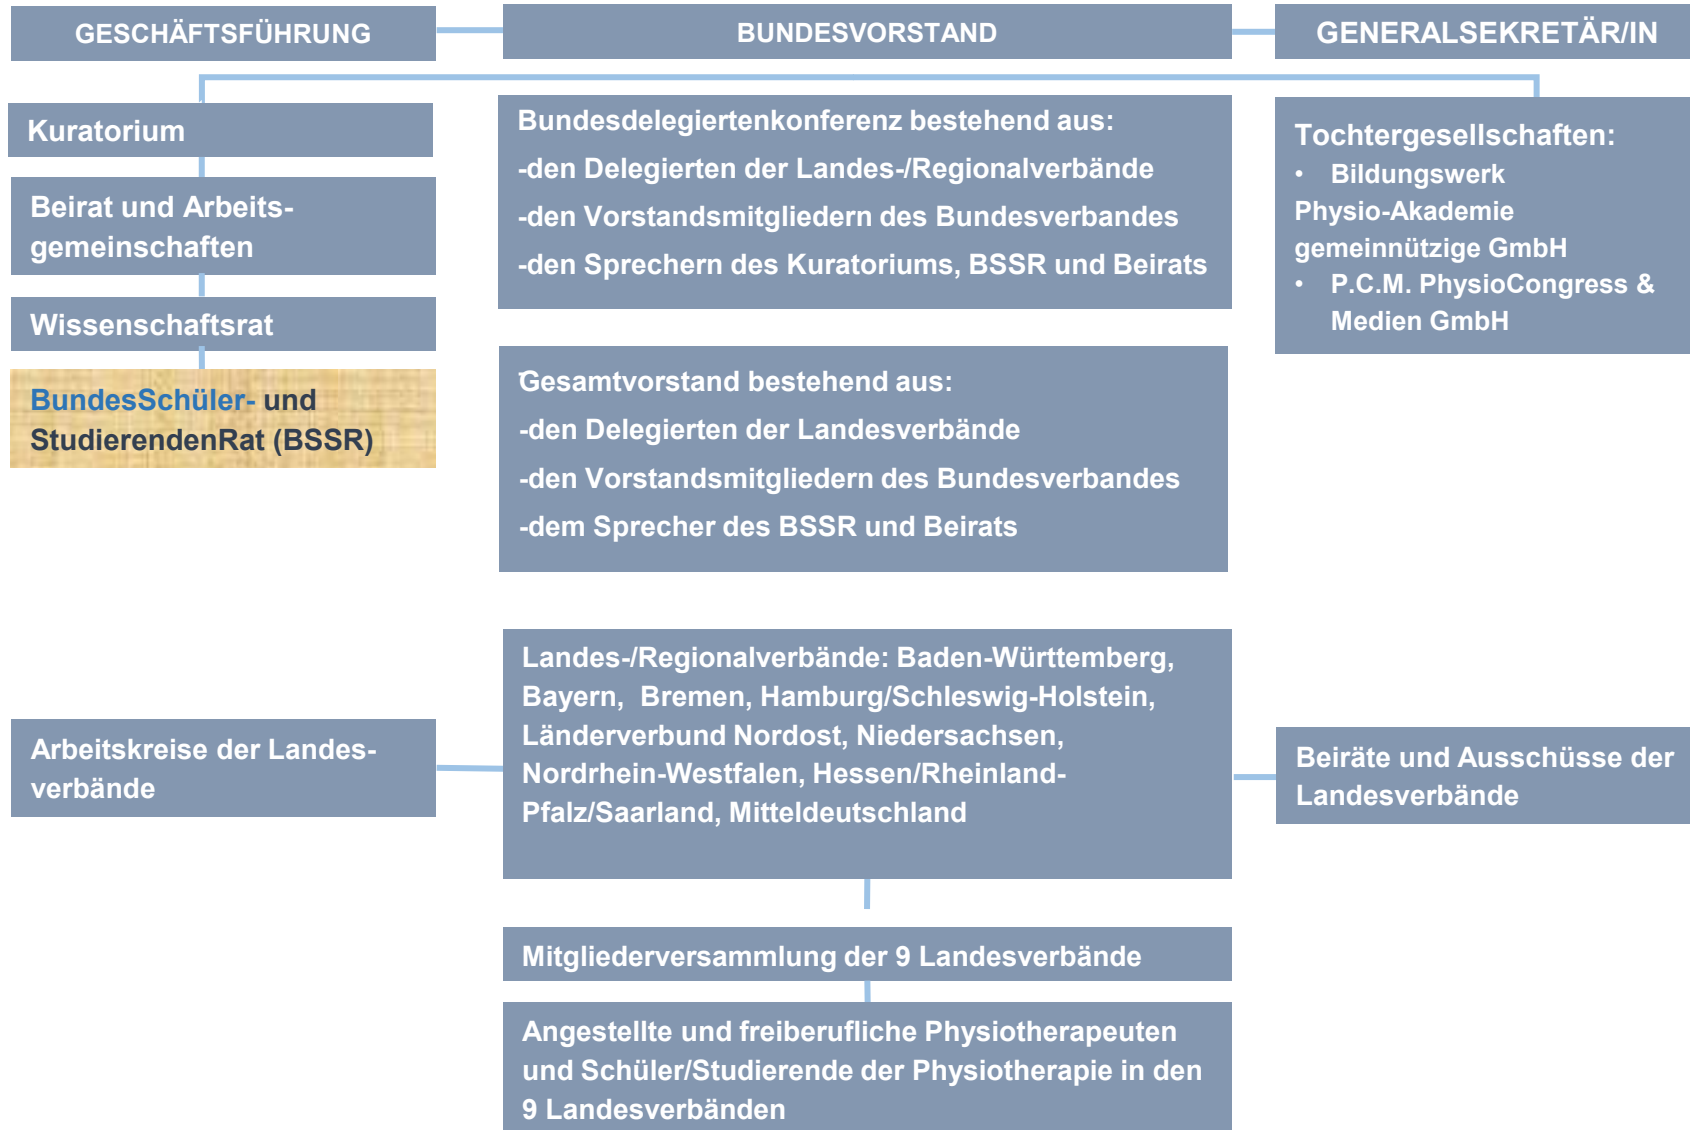 GESCHÄFTSFÜHRUNG
BUNDESVORSTAND
GENERALSEKRETÄR/IN
Kuratorium
Beirat und Arbeits-
gemeinschaften
Wissenschaftsrat
BundesSchüler- und
StudierendenRat (BSSR)
Bundesdelegiertenkonferenz bestehend aus:
-den Delegierten der Landes-/Regionalverbände
-den Vorstandsmitgliedern des Bundesverbandes
-den Sprechern des Kuratoriums, BSSR und Beirats
Tochtergesellschaften:
• Bildungswerk
Physio-Akademie
gemeinnützige GmbH
• P.C.M. PhysioCongress &
Medien GmbH
Gesamtvorstand bestehend aus:
-den Delegierten der Landesverbände
-den Vorstandsmitgliedern des Bundesverbandes
-dem Sprecher des BSSR und Beirats
Arbeitskreise der Landes-
verbände
Landes-/Regionalverbände: Baden-Württemberg,
Bayern, Bremen, Hamburg/Schleswig-Holstein,
Länderverbund Nordost, Niedersachsen,
Nordrhein-Westfalen, Hessen/Rheinland-
Pfalz/Saarland, Mitteldeutschland
Beiräte und Ausschüsse der
Landesverbände
Mitgliederversammlung der 9 Landesverbände
Angestellte und freiberufliche Physiotherapeuten
und Schüler/Studierende der Physiotherapie in den
9 Landesverbänden